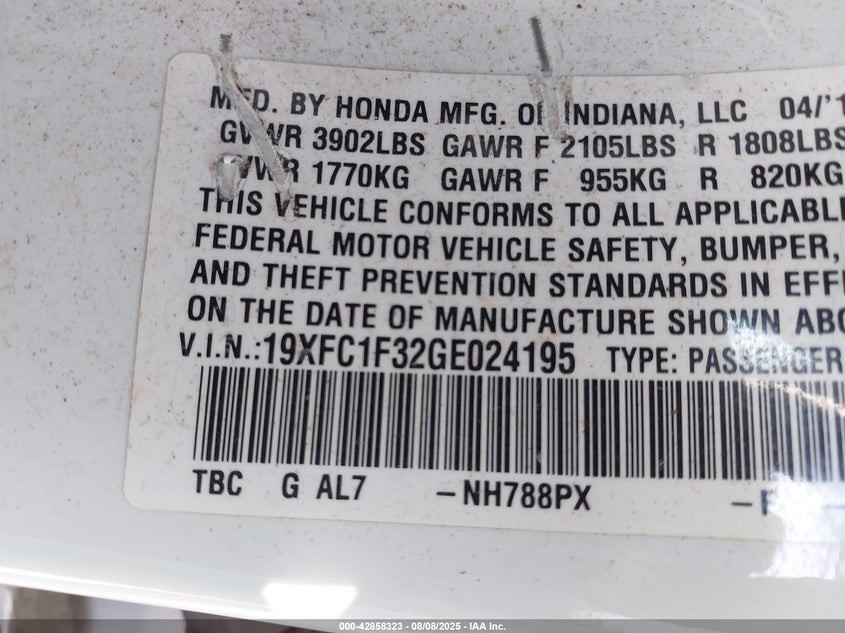 MFD. BY HONDA MFG. OF INDIANA, LLC 04/'1
GVWR 3902LBS GAWR F 2105LBS R 1808LBS
GVWR 1770KG GAWR F 955KG R 820KG
THIS VEHICLE CONFORMS TO ALL APPLICABLE
FEDERAL MOTOR VEHICLE SAFETY, BUMPER,
AND THEFT PREVENTION STANDARDS IN EFFE
ON THE DATE OF MANUFACTURE SHOWN ABO
V.I.N.:19XFC1F32GE024195 TYPE: PASSENGER
TBC G AL7 -NH788PX
000-42858323 | 08/08/2025 - IAA Inc.